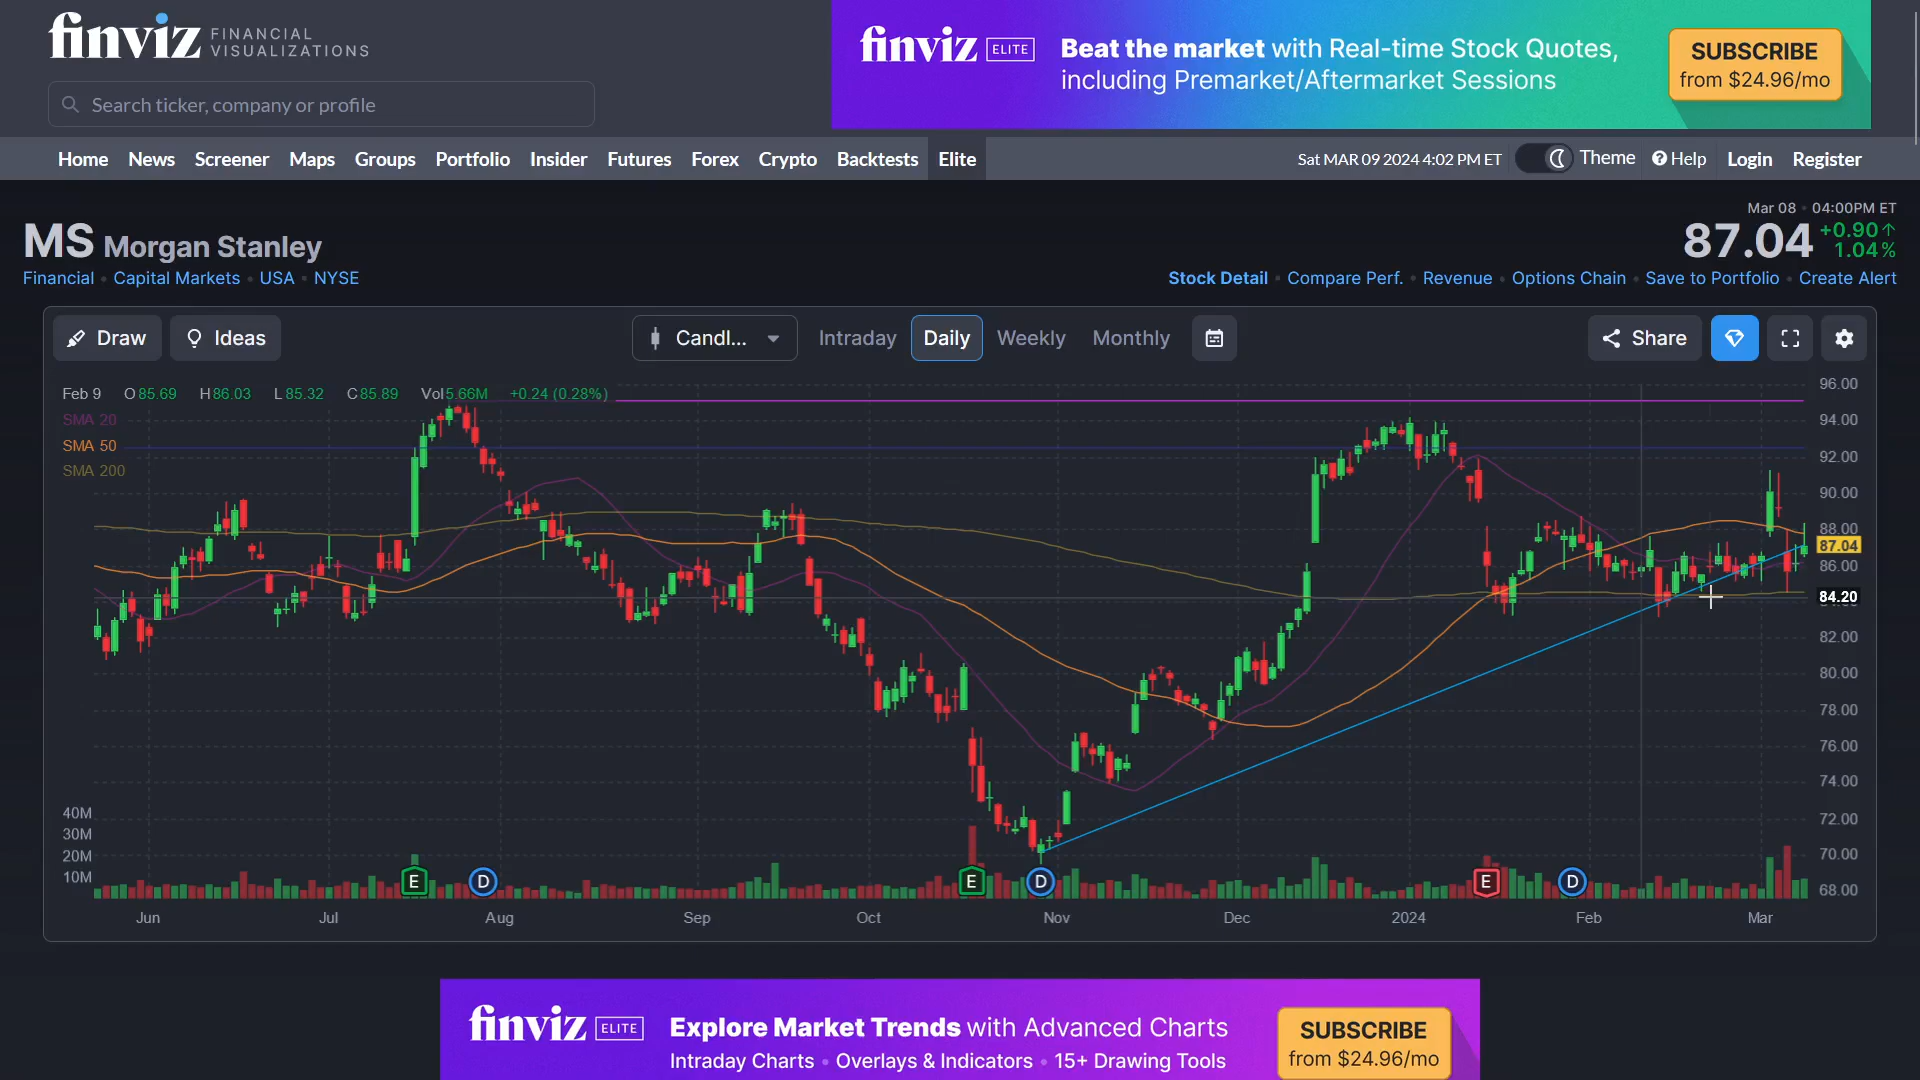 finviz FINANCIAL VISUALIZATIONS
finviz ELITE Beat the market with Real-time Stock Quotes,
including Premarket/Aftermarket Sessions
SUBSCRIBE
from $24.96/mo
Search ticker, company or profile
Home News Screener Maps Groups Portfolio Insider Futures Forex Crypto Backtests Elite
Sat MAR 09 2024 4:02 PM ET Theme Help Login Register
Mar 08 • 04:00PM ET
MS Morgan Stanley
87.04 +0.90↑
1.04%
Financial • Capital Markets • USA • NYSE
Stock Detail • Compare Perf. • Revenue • Options Chain • Save to Portfolio • Create Alert
Draw Ideas Candl... Intraday Daily Weekly Monthly Share
Feb 9 O85.69 H86.03 L85.32 C85.89 Vol5.66M +0.24 (0.28%)
SMA 20
SMA 50
SMA 200
96.00
94.00
92.00
90.00
88.00
87.04
86.00
84.20
82.00
80.00
78.00
76.00
74.00
72.00
70.00
68.00
40M
30M
20M
10M
E D E D E D
Jun Jul Aug Sep Oct Nov Dec 2024 Feb Mar
finviz ELITE Explore Market Trends with Advanced Charts
Intraday Charts • Overlays & Indicators • 15+ Drawing Tools
SUBSCRIBE
from $24.96/mo